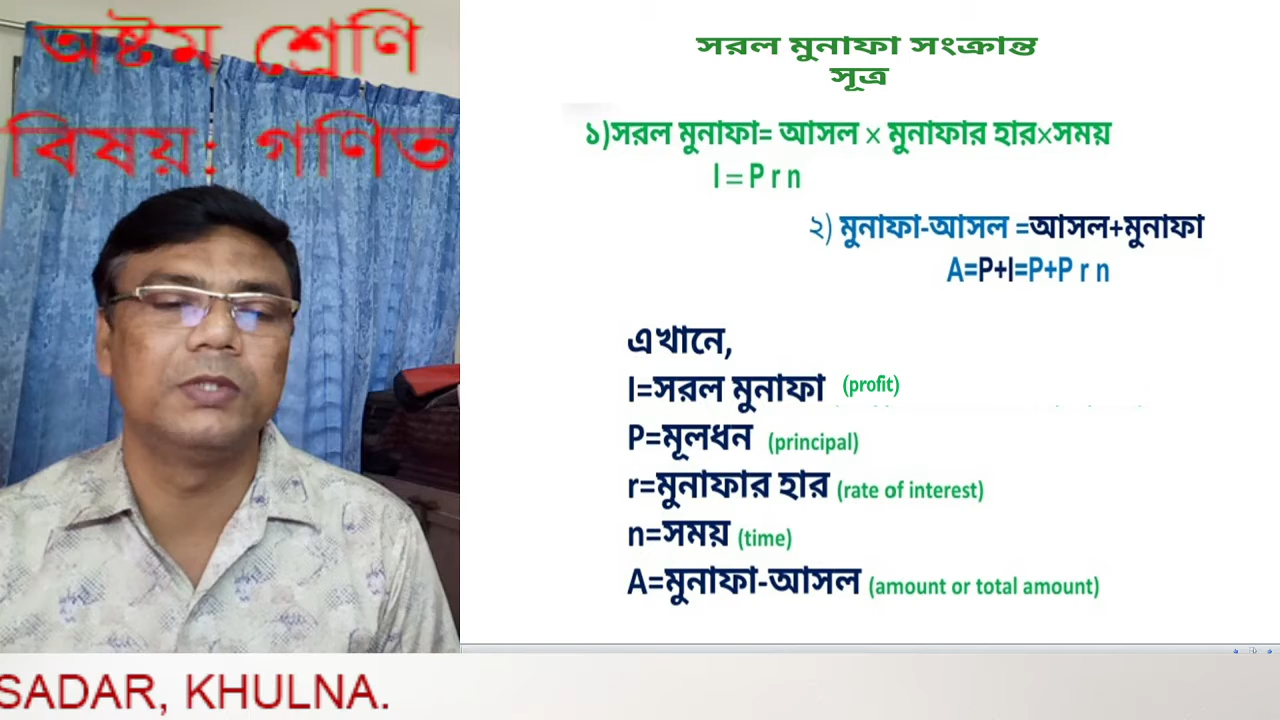 অষ্টম শ্রেণি
বিষয়: গণিত
সরল মুনাফা সংক্রান্ত
সূত্র
১)সরল মুনাফা= আসল × মুনাফার হার×সময়
I = P r n
২) মুনাফা-আসল =আসল+মুনাফা
A=P+I=P+P r n
এখানে,
I=সরল মুনাফা (profit)
P=মূলধন (principal)
r=মুনাফার হার (rate of interest)
n=সময় (time)
A=মুনাফা-আসল (amount or total amount)
SADAR, KHULNA.